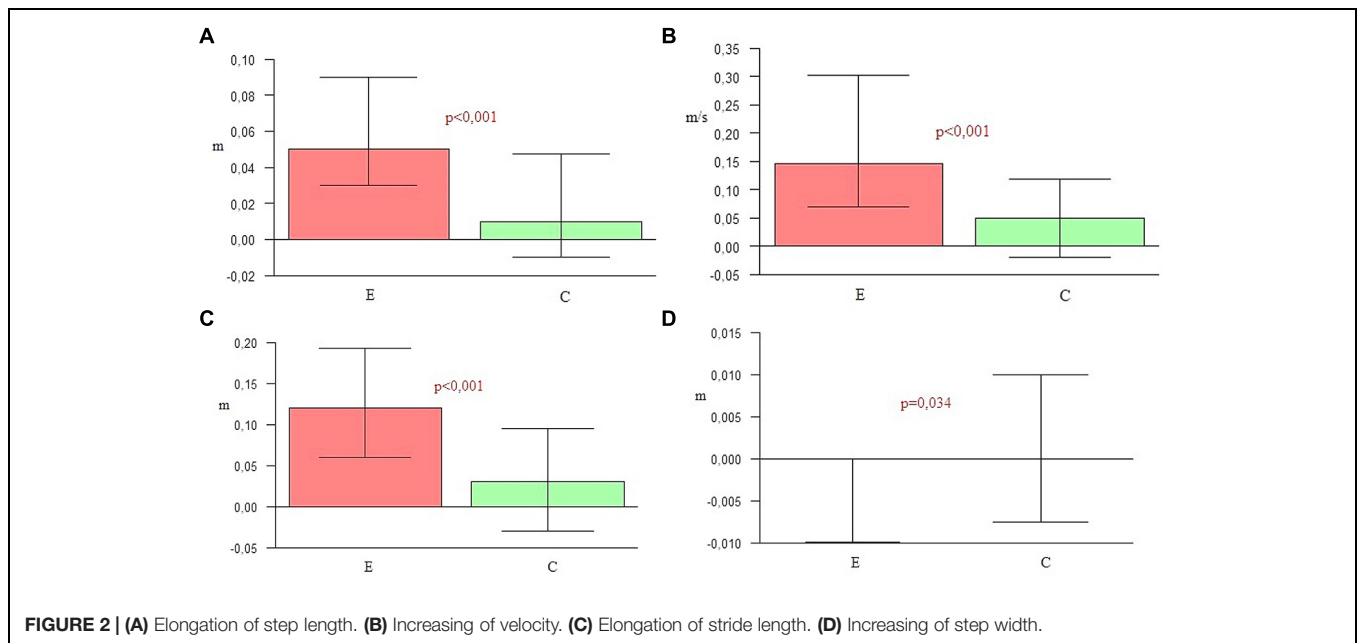 A
0,10
0,08
0,06
0,04
0,02
0,00
-0,02
m
p<0,001
E C
B
0,35
0,30
0,25
0,20
0,15
0,10
0,05
0,00
-0,05
m/s
p<0,001
E C
C
0,20
0,15
0,10
0,05
0,00
-0,05
m
p<0,001
E C
D
0,015
0,010
0,005
0,000
-0,005
-0,010
m
p=0,034
E C
FIGURE 2 | (A) Elongation of step length. (B) Increasing of velocity. (C) Elongation of stride length. (D) Increasing of step width.